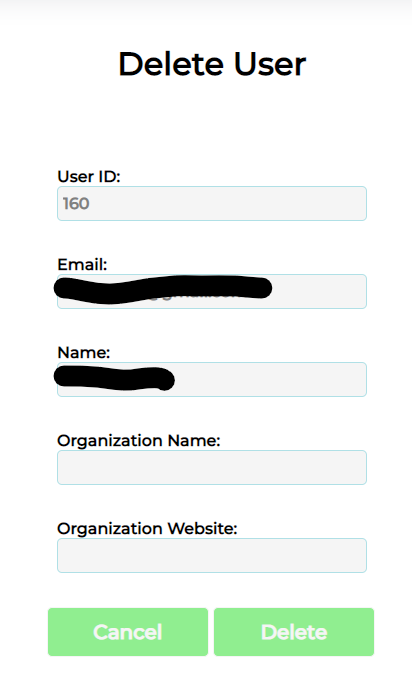 Delete User
User ID:
160
Email:
Name:
Organization Name:
Organization Website:
Cancel Delete